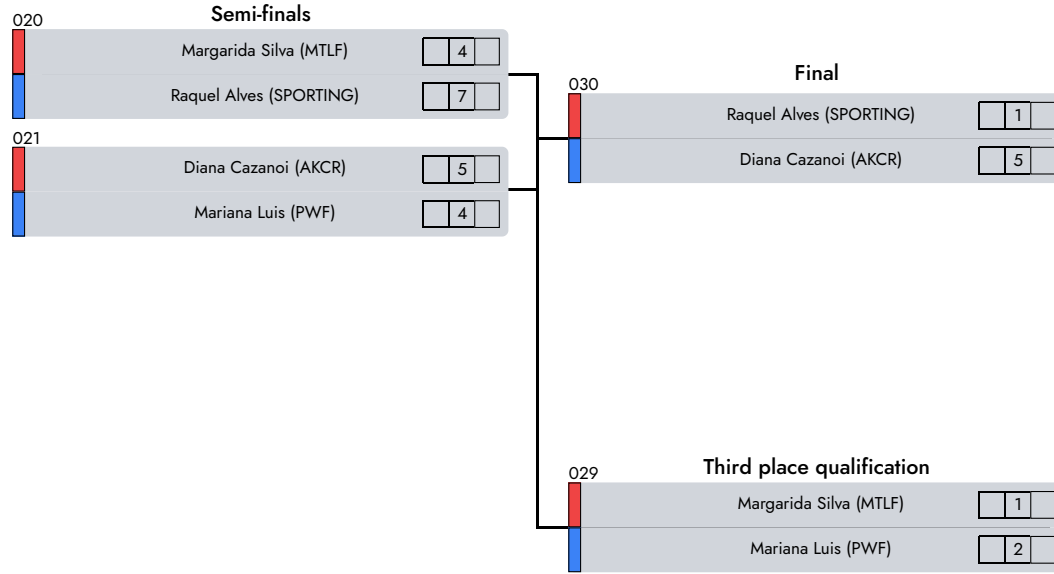 Semi-finals
020
Margarida Silva (MTLF) 4
Raquel Alves (SPORTING) 7
021
Diana Cazanoi (AKCR) 5
Mariana Luis (PWF) 4
Final
030
Raquel Alves (SPORTING) 1
Diana Cazanoi (AKCR) 5
Third place qualification
029
Margarida Silva (MTLF) 1
Mariana Luis (PWF) 2